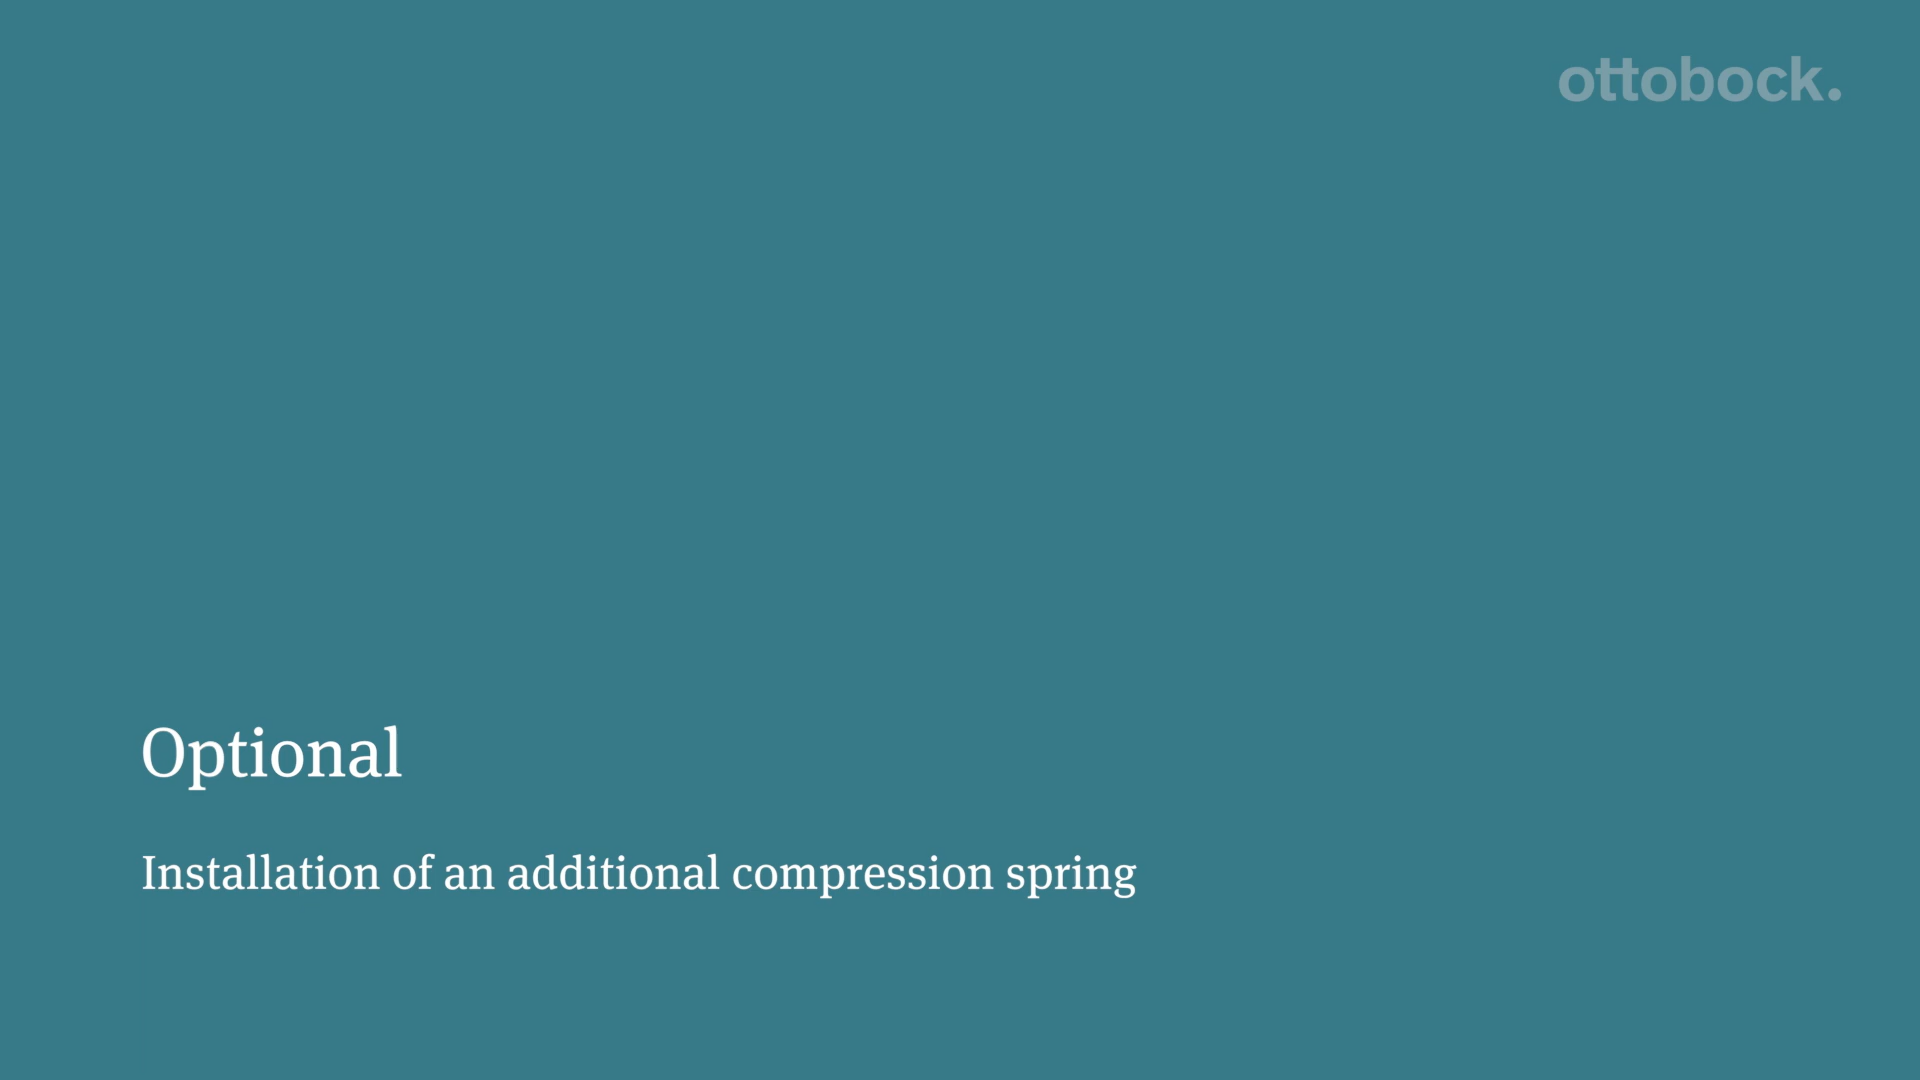 ottobock.
Optional
Installation of an additional compression spring